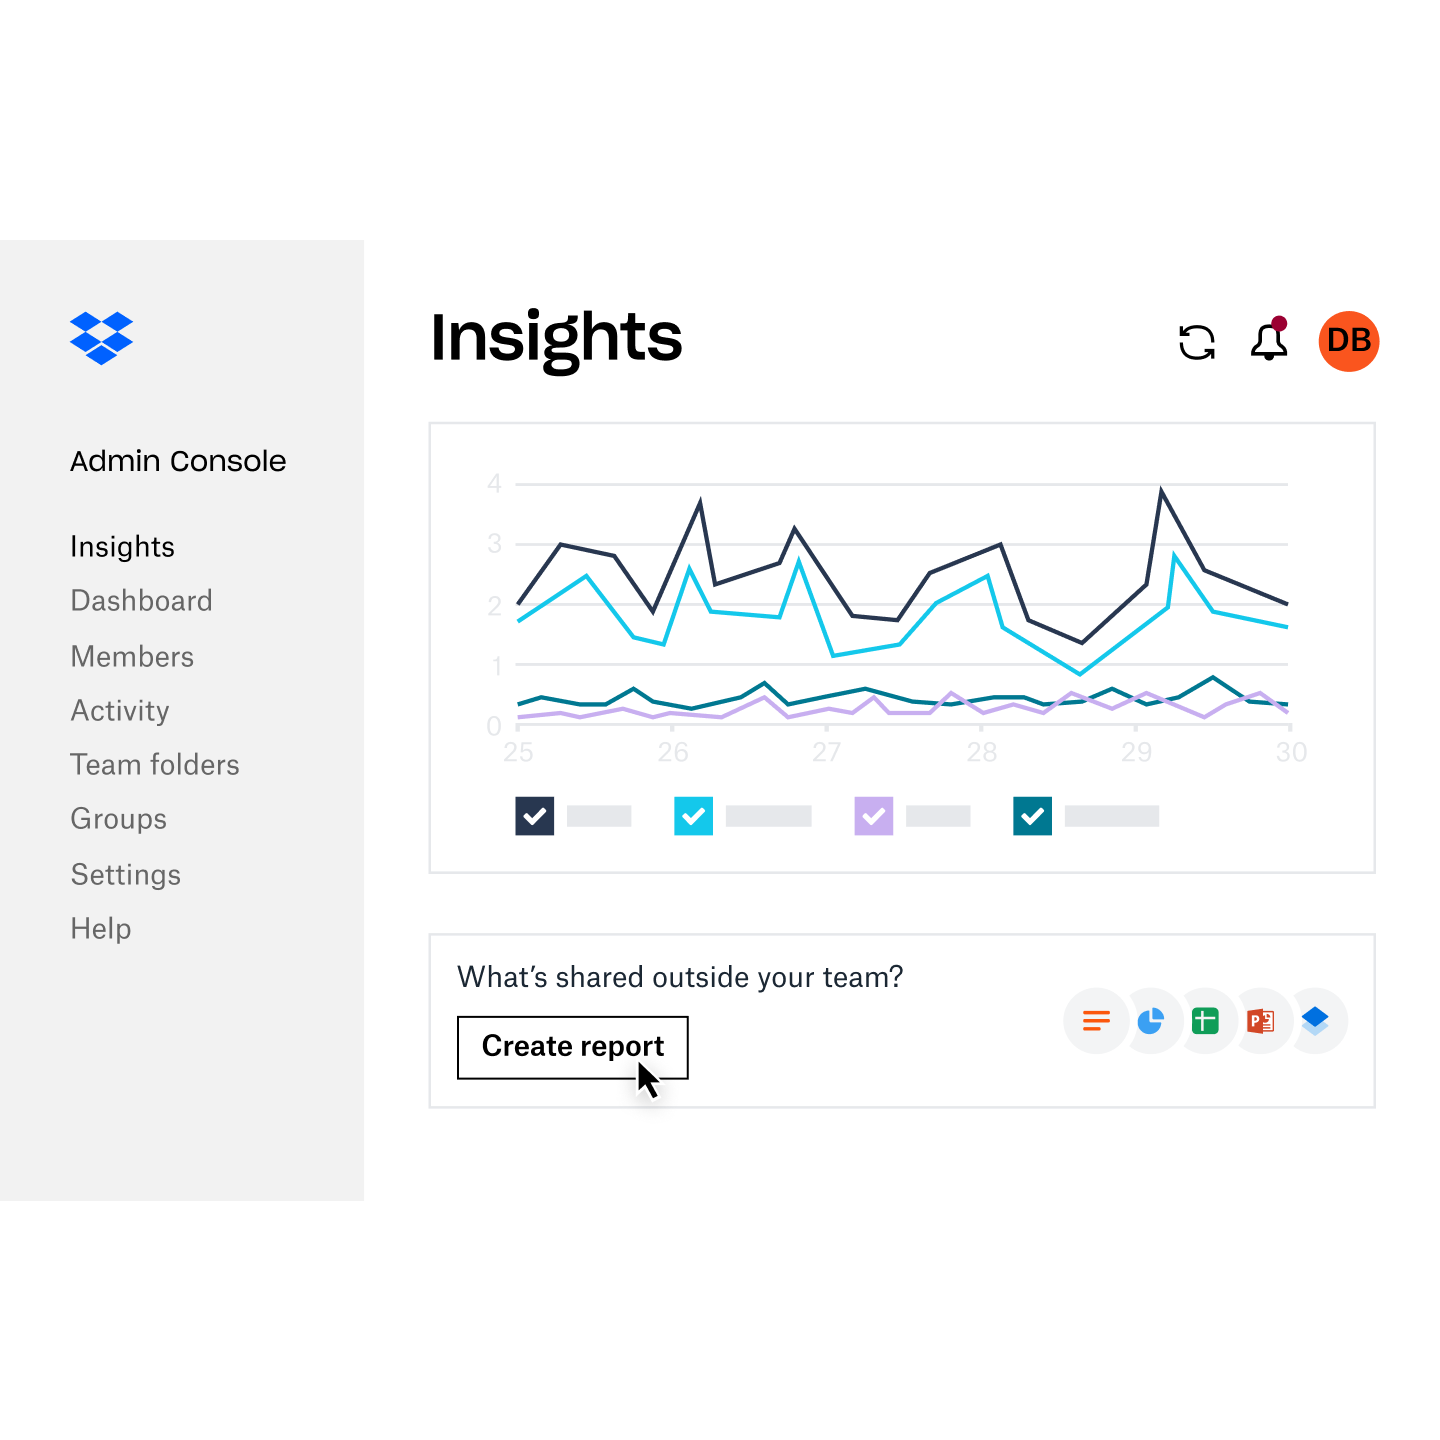 Insights
DB
Admin Console
Insights
Dashboard
Members
Activity
Team folders
Groups
Settings
Help
4
3
2
1
0
25 26 27 28 29 30
What’s shared outside your team?
Create report
P